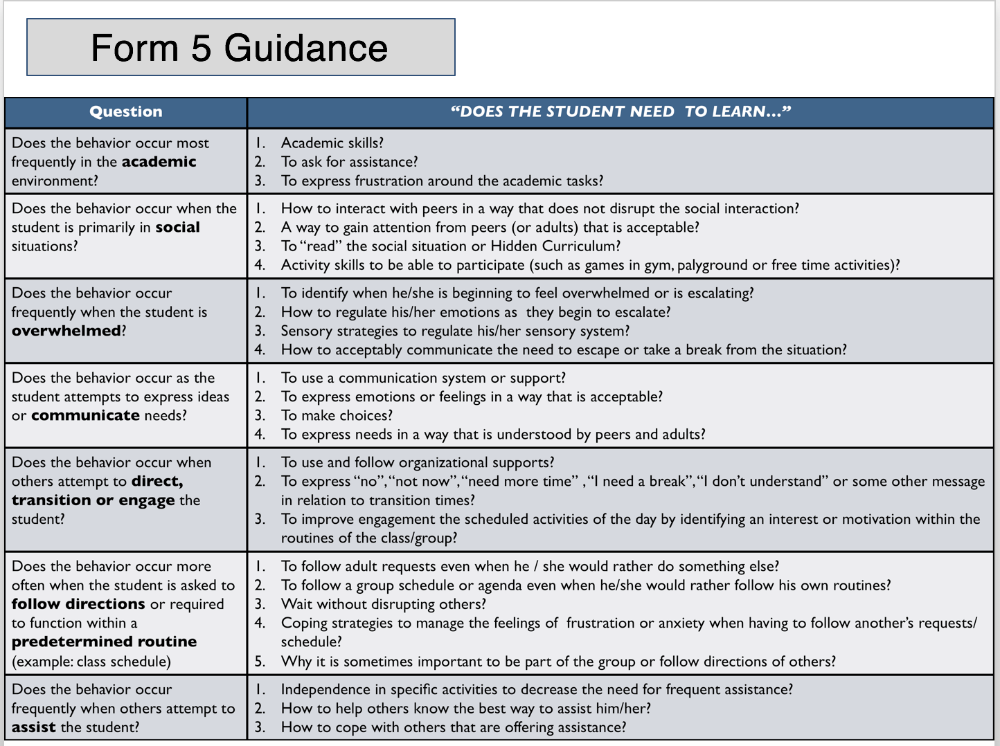 Form 5 Guidance
Question
“DOES THE STUDENT NEED TO LEARN...”
Does the behavior occur most
frequently in the academic
environment?
1. Academic skills?
2. To ask for assistance?
3. To express frustration around the academic tasks?
Does the behavior occur when the
student is primarily in social
situations?
1. How to interact with peers in a way that does not disrupt the social interaction?
2. A way to gain attention from peers (or adults) that is acceptable?
3. To “read” the social situation or Hidden Curriculum?
4. Activity skills to be able to participate (such as games in gym, palyground or free time activities)?
Does the behavior occur
frequently when the student is
overwhelmed?
1. To identify when he/she is beginning to feel overwhelmed or is escalating?
2. How to regulate his/her emotions as they begin to escalate?
3. Sensory strategies to regulate his/her sensory system?
4. How to acceptably communicate the need to escape or take a break from the situation?
Does the behavior occur as the
student attempts to express ideas
or communicate needs?
1. To use a communication system or support?
2. To express emotions or feelings in a way that is acceptable?
3. To make choices?
4. To express needs in a way that is understood by peers and adults?
Does the behavior occur when
others attempt to direct,
transition or engage the
student?
1. To use and follow organizational supports?
2. To express “no”, “not now”, “need more time” , “I need a break”, “I don’t understand” or some other message
in relation to transition times?
3. To improve engagement the scheduled activities of the day by identifying an interest or motivation within the
routines of the class/group?
Does the behavior occur more
often when the student is asked to
follow directions or required
to function within a
predetermined routine
(example: class schedule)
1. To follow adult requests even when he / she would rather do something else?
2. To follow a group schedule or agenda even when he/she would rather follow his own routines?
3. Wait without disrupting others?
4. Coping strategies to manage the feelings of frustration or anxiety when having to follow another’s requests/
schedule?
5. Why it is sometimes important to be part of the group or follow directions of others?
Does the behavior occur
frequently when others attempt to
assist the student?
1. Independence in specific activities to decrease the need for frequent assistance?
2. How to help others know the best way to assist him/her?
3. How to cope with others that are offering assistance?